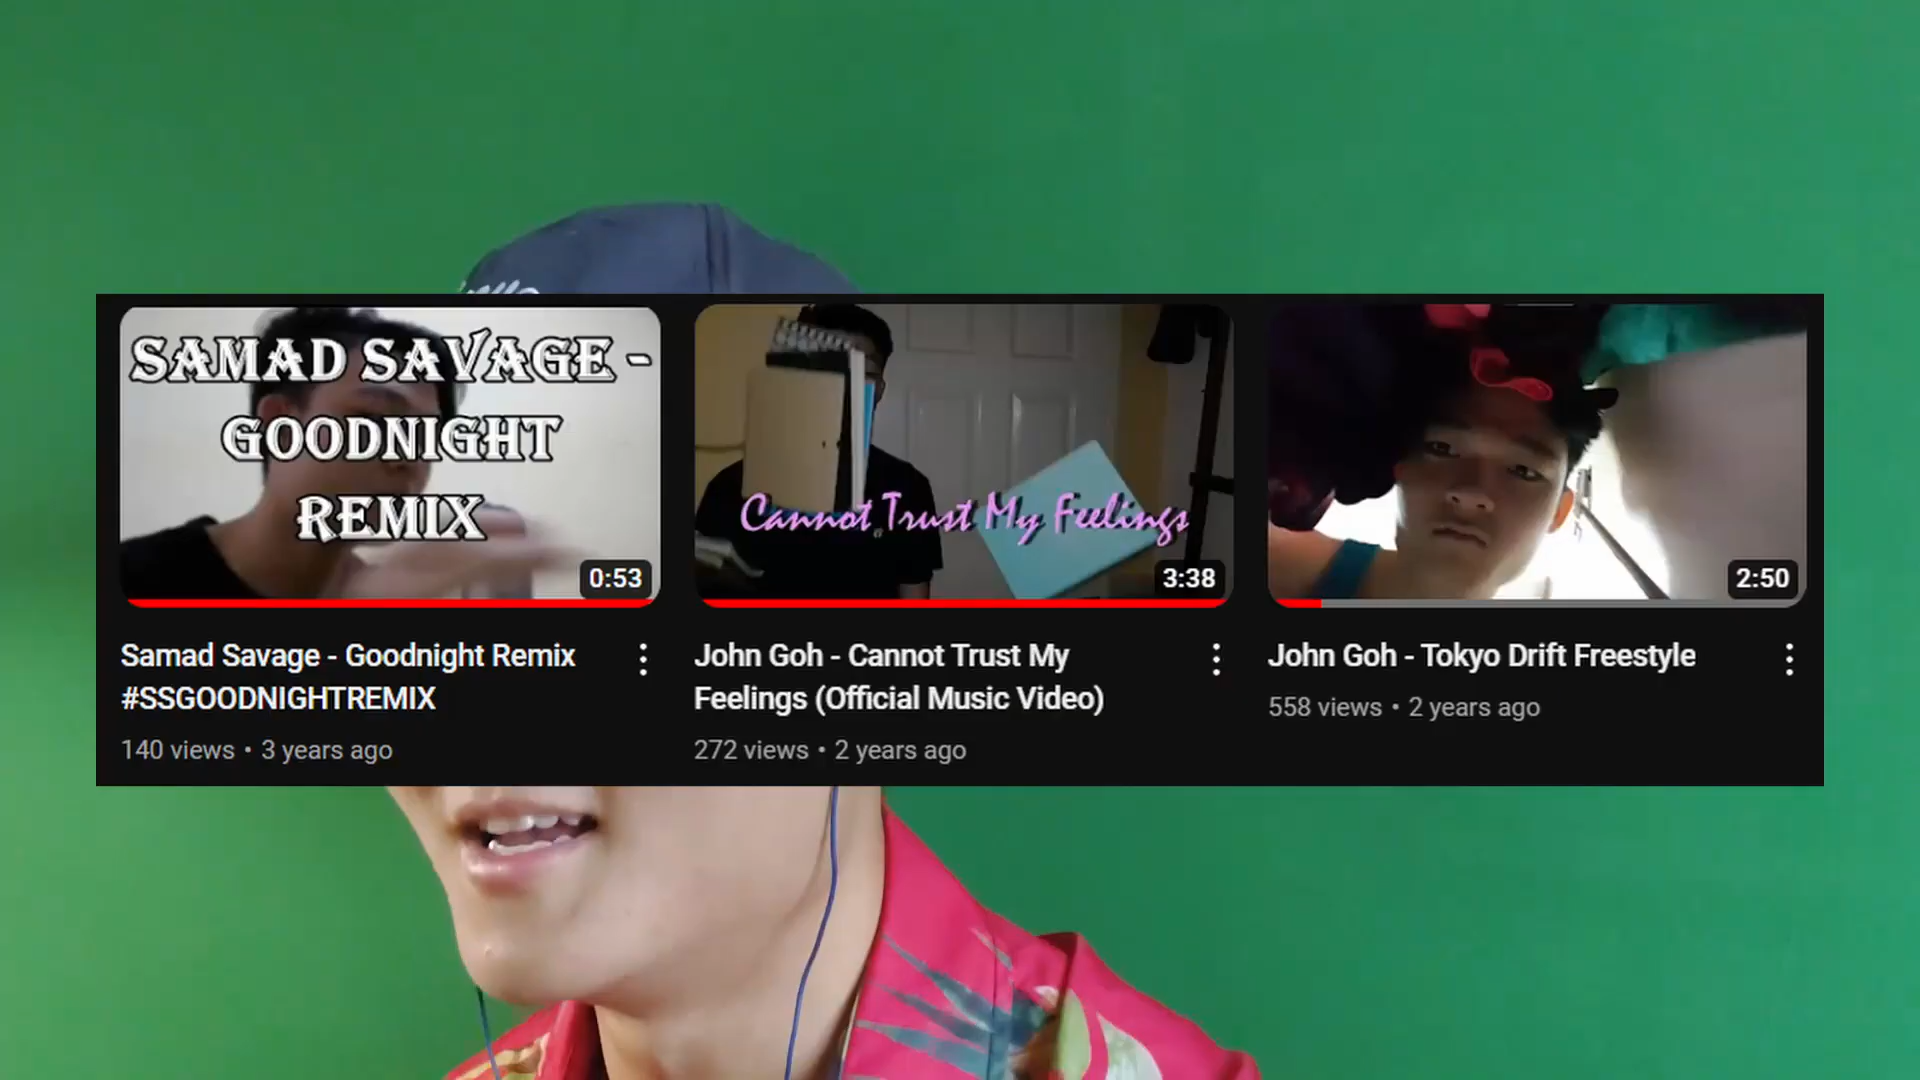 SAMAD SAVAGE -
GOODNIGHT
REMIX
0:53
Samad Savage - Goodnight Remix
#SSGOODNIGHTREMIX
140 views • 3 years ago
Cannot Trust My Feelings
3:38
John Goh - Cannot Trust My
Feelings (Official Music Video)
272 views • 2 years ago
2:50
John Goh - Tokyo Drift Freestyle
558 views • 2 years ago